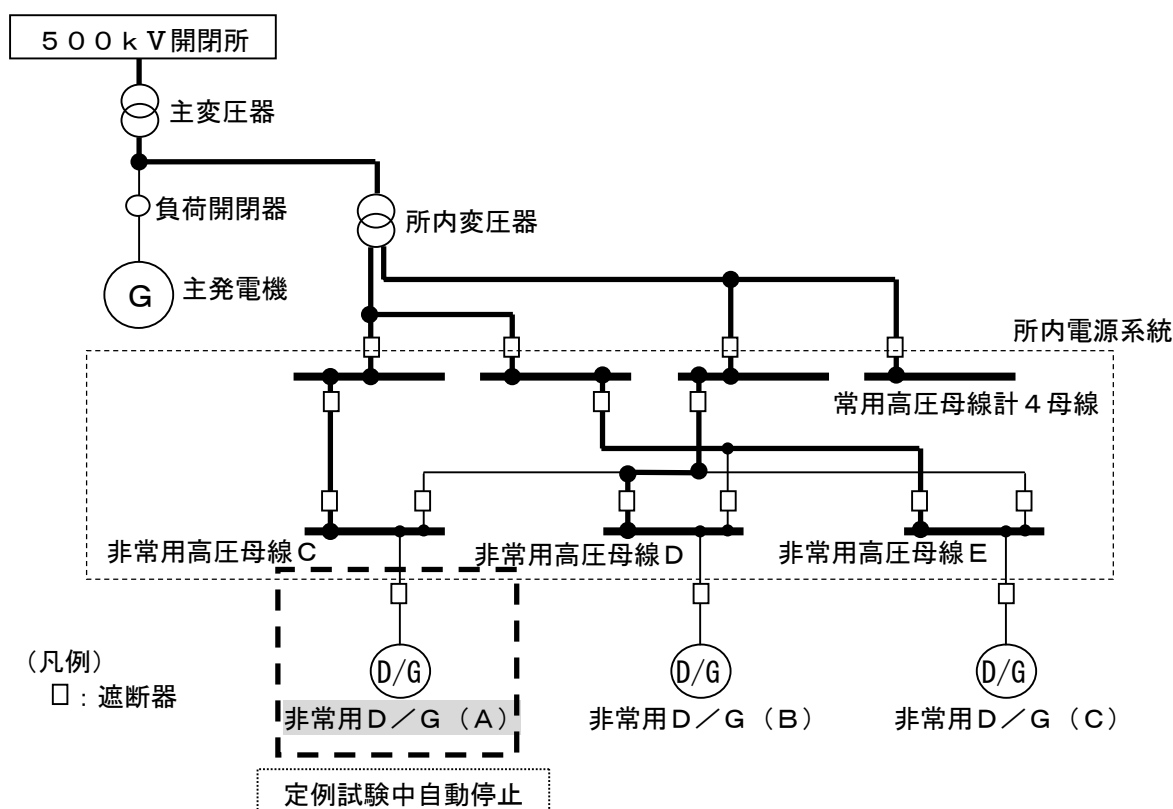 ５００ｋＶ開閉所
主変圧器
負荷開閉器
所内変圧器
Ｇ
主発電機
所内電源系統
常用高圧母線計４母線
非常用高圧母線Ｃ
非常用高圧母線Ｄ
非常用高圧母線Ｅ
（凡例）
□：遮断器
D/G
D/G
D/G
非常用Ｄ／Ｇ（Ａ）
非常用Ｄ／Ｇ（Ｂ）
非常用Ｄ／Ｇ（Ｃ）
定例試験中自動停止